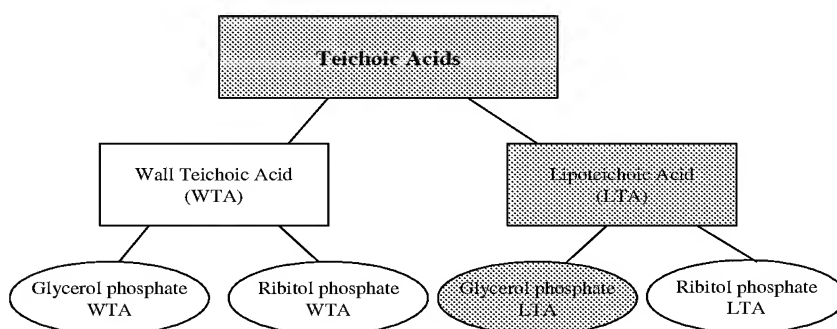 Teichoic Acids
Wall Teichoic Acid
(WTA)
Lipoteichoic Acid
(LTA)
Glycerol phosphate
WTA
Ribitol phosphate
WTA
Glycerol phosphate
LTA
Ribitol phosphate
LTA